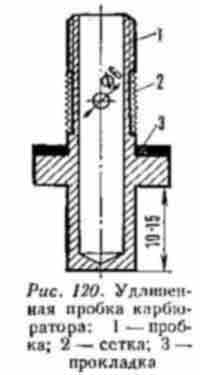 1
⌀6
2
3
10-15
Рис. 120. Удлинен-
ная пробка карбю-
ратора: 1 — проб-
ка; 2 — сетка; 3 —
прокладка